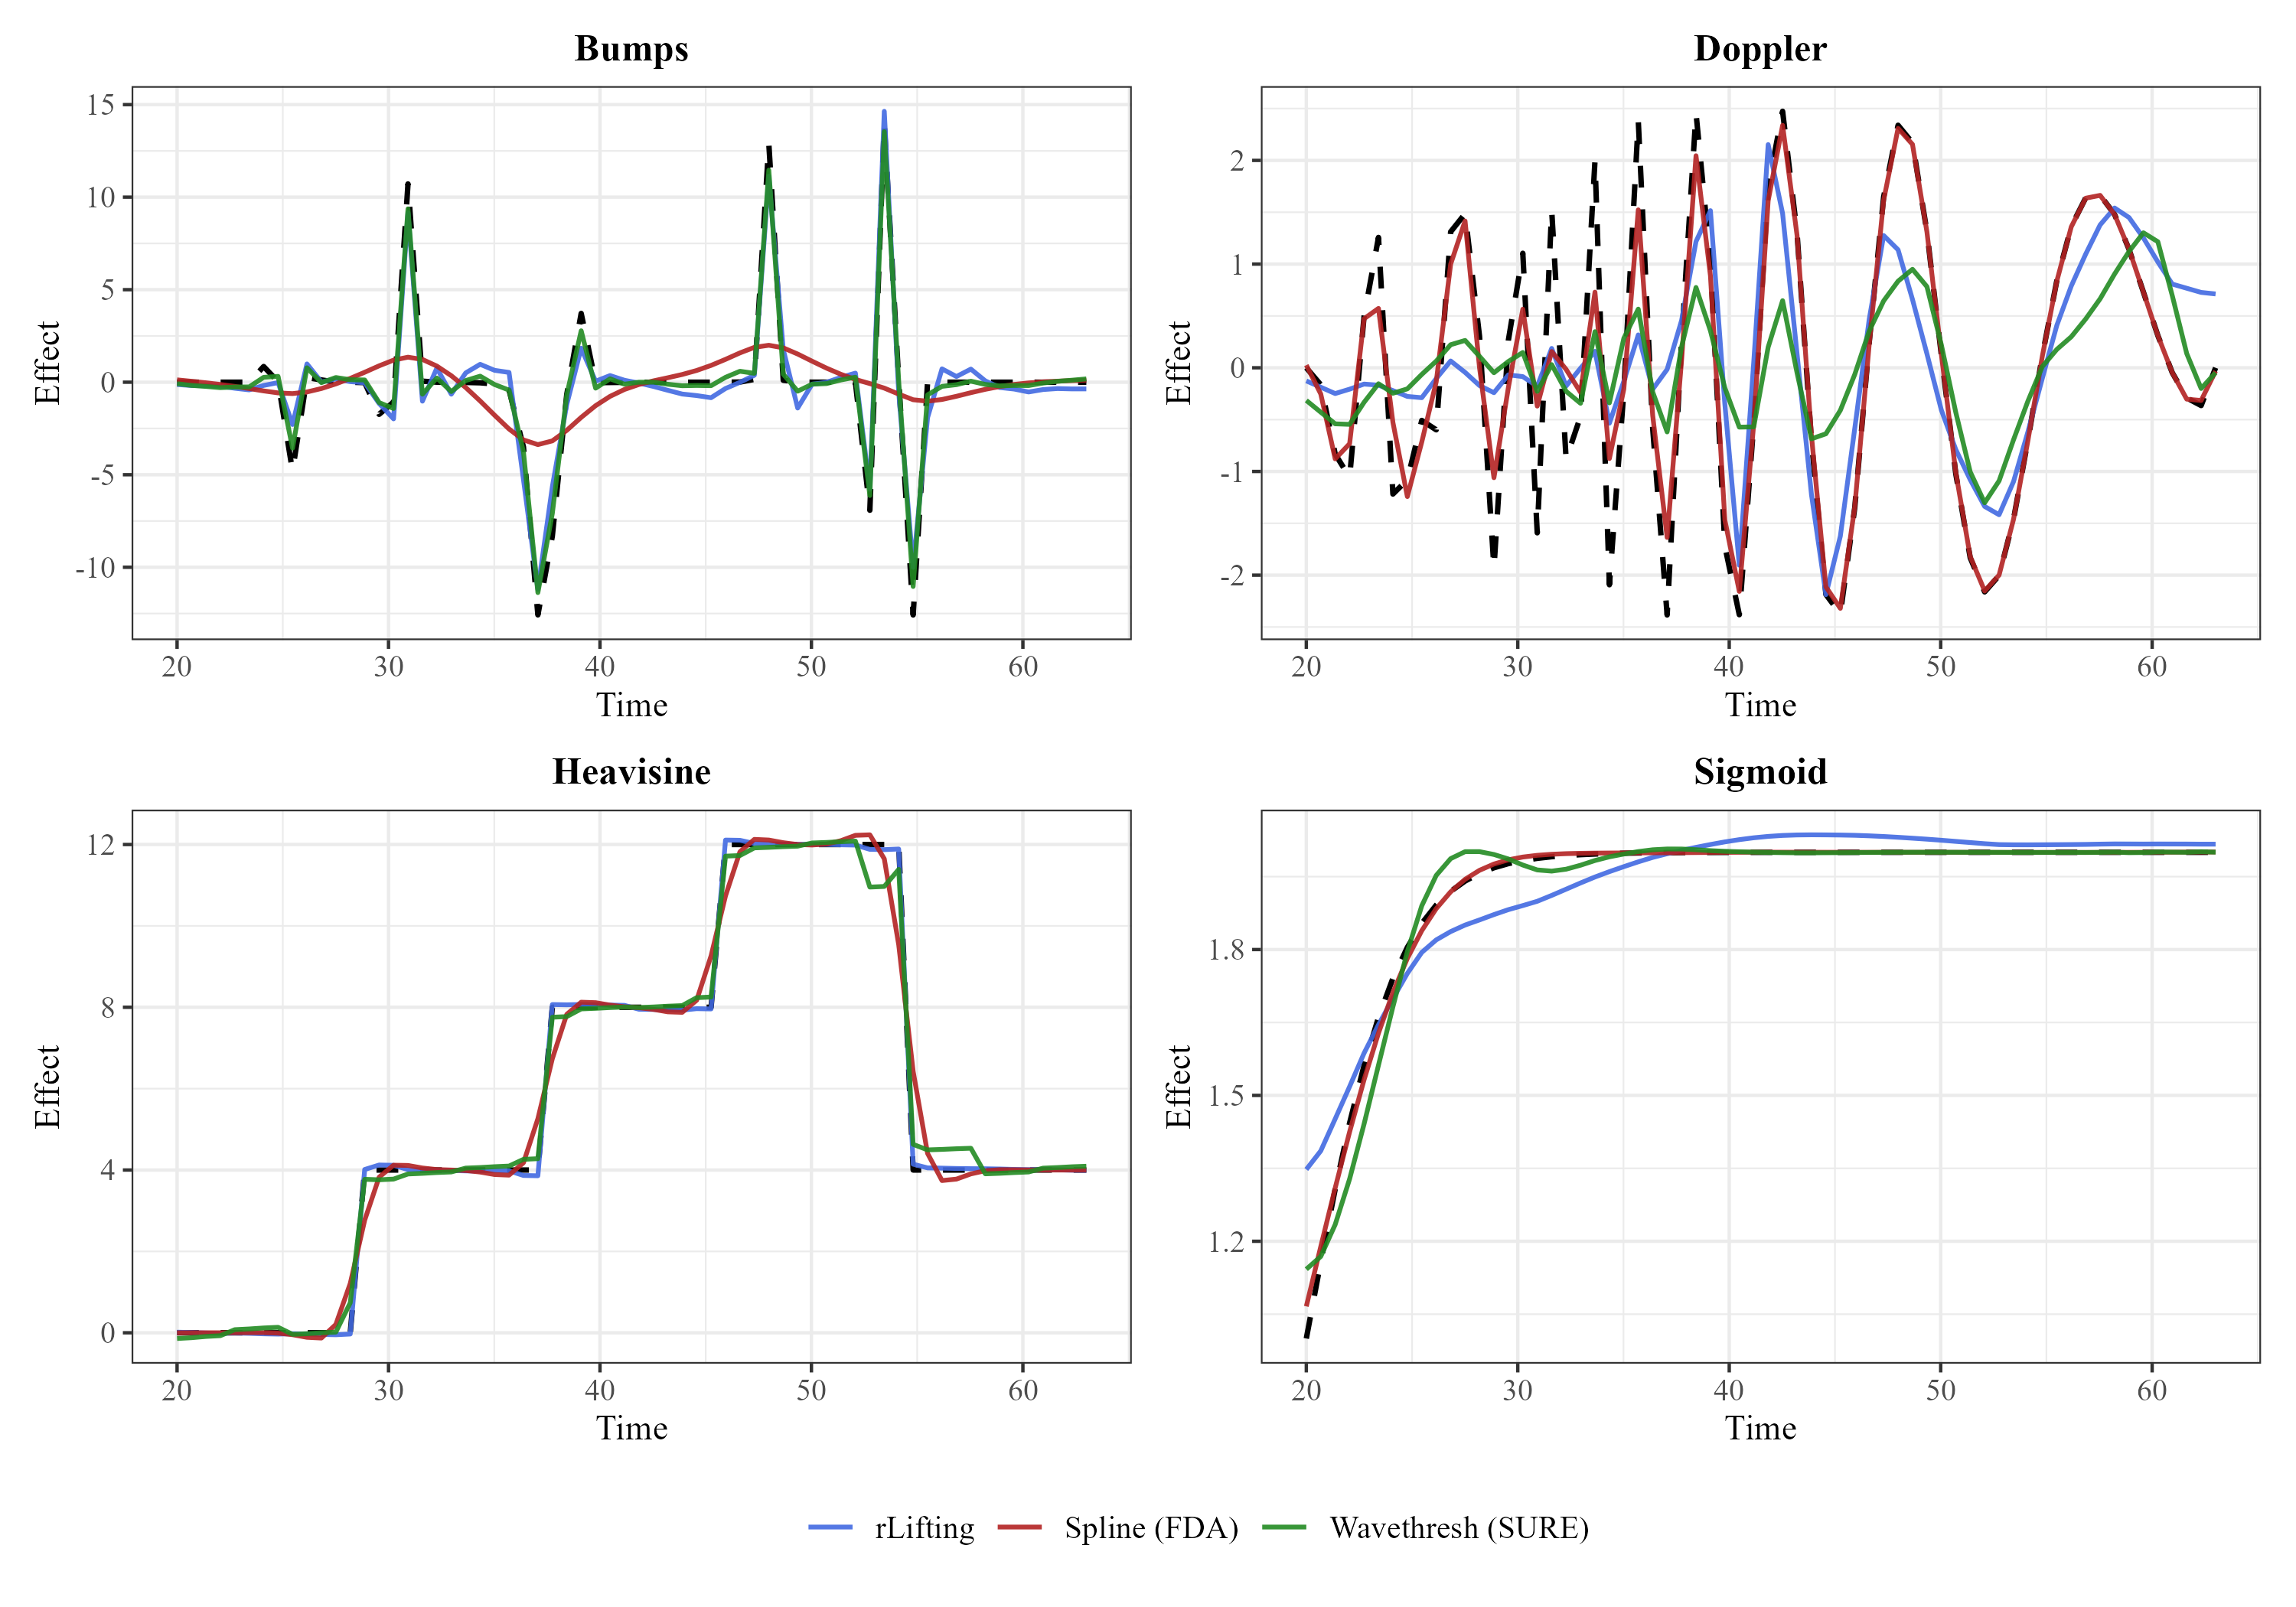 Bumps
Doppler
15
10
5
0
-5
-10
Effect
20 30 40 50 60
Time
2
1
0
-1
-2
Effect
20 30 40 50 60
Time
Heavisine
Sigmoid
12
8
4
0
Effect
20 30 40 50 60
Time
1.8
1.5
1.2
Effect
20 30 40 50 60
Time
rLifting Spline (FDA) Wavethresh (SURE)